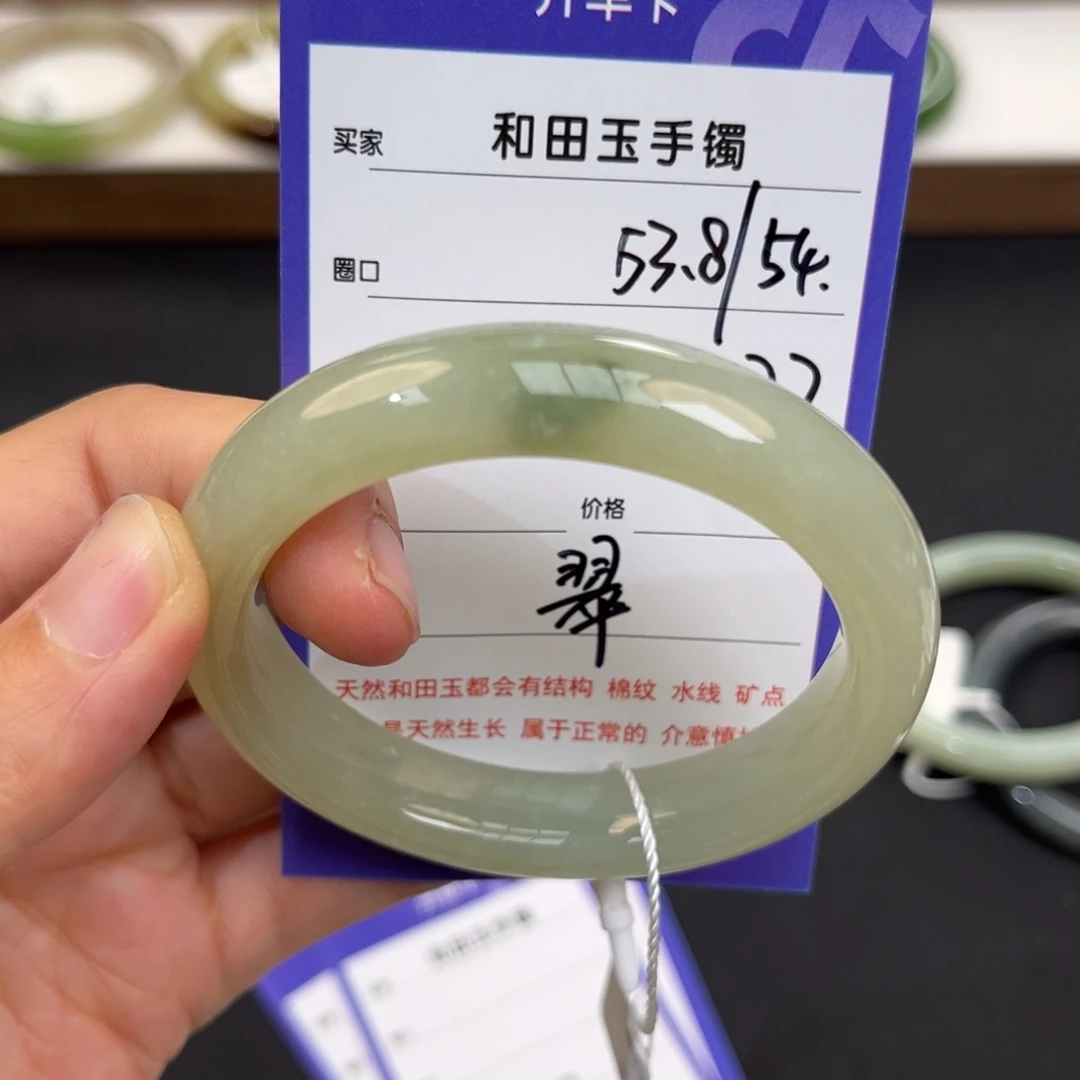 买家 和田玉手镯
圈口 53.8/54.
价格
翠
天然和田玉都会有结构 棉纹 水线 矿点
是天然生长 属于正常的 介意慎